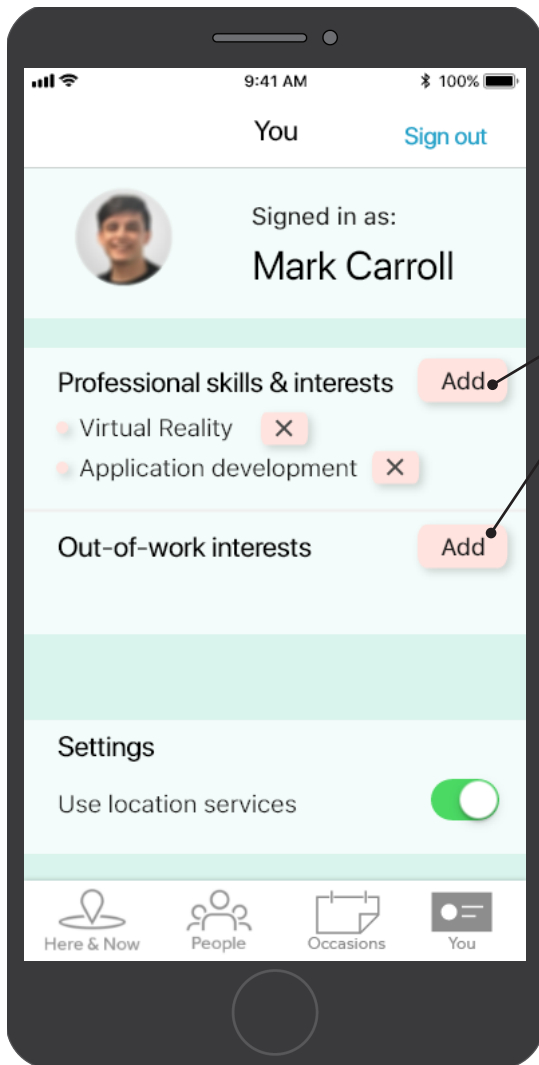 9:41 AM 100%
You Sign out
Signed in as:
Mark Carroll
Professional skills & interests Add
Virtual Reality
Application development
Out-of-work interests Add
Settings
Use location services
Here & Now People Occasions You